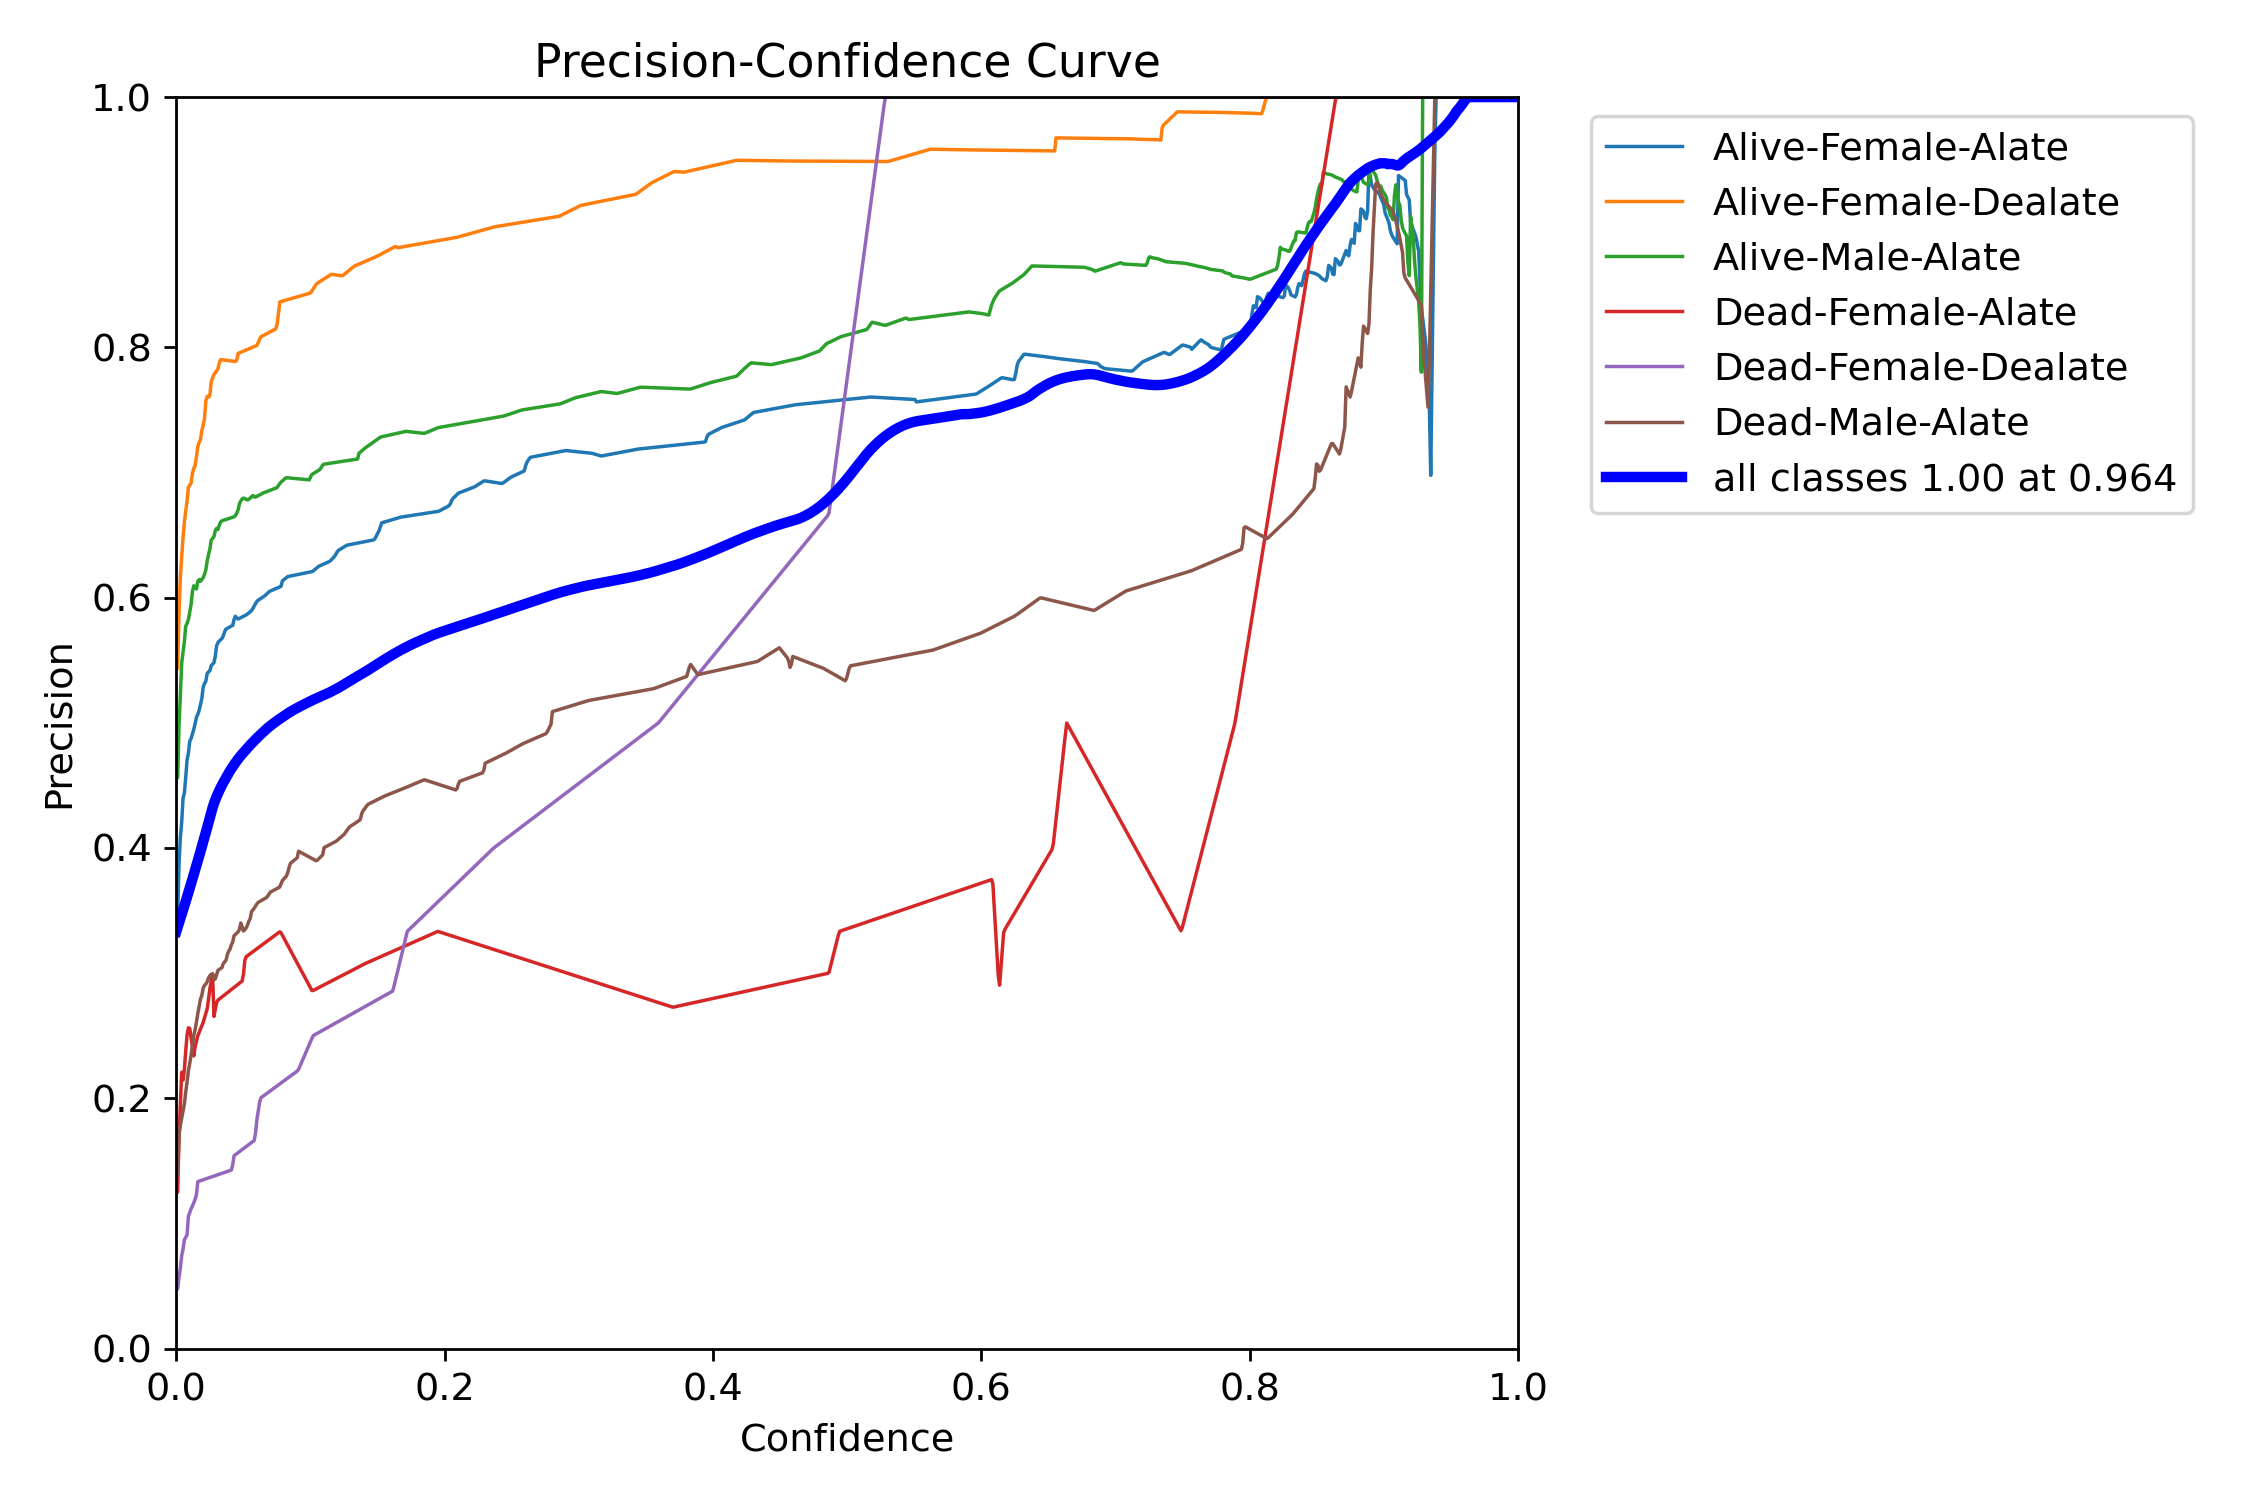 Precision-Confidence Curve
1.0
0.8
0.6
0.4
0.2
0.0
Precision
0.0 0.2 0.4 0.6 0.8 1.0
Confidence
Alive-Female-Alate
Alive-Female-Dealate
Alive-Male-Alate
Dead-Female-Alate
Dead-Female-Dealate
Dead-Male-Alate
all classes 1.00 at 0.964